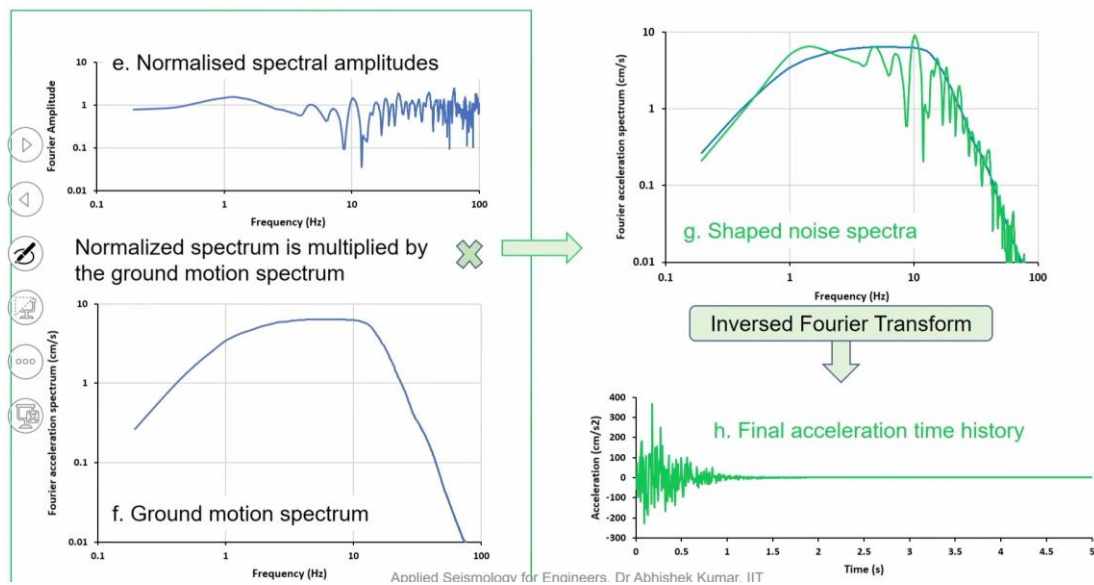 e. Normalised spectral amplitudes
10
1
0.1
0.01
Fourier Amplitude
0.1
1
10
100
Frequency (Hz)
Normalized spectrum is multiplied by
the ground motion spectrum
10
1
0.1
0.01
Fourier acceleration spectrum (cm/s)
f. Ground motion spectrum
0.1
1
10
100
Frequency (Hz)
10
1
0.1
0.01
Fourier acceleration spectrum (cm/s)
g. Shaped noise spectra
0.1
1
10
100
Frequency (Hz)
Inversed Fourier Transform
h. Final acceleration time history
400
300
200
100
0
-100
-200
-300
Acceleration (cm/s2)
0
0.5
1
1.5
2
2.5
3
3.5
4
4.5
5
Time (s)
Applied Seismology for Engineers, Dr Abhishek Kumar, IIT